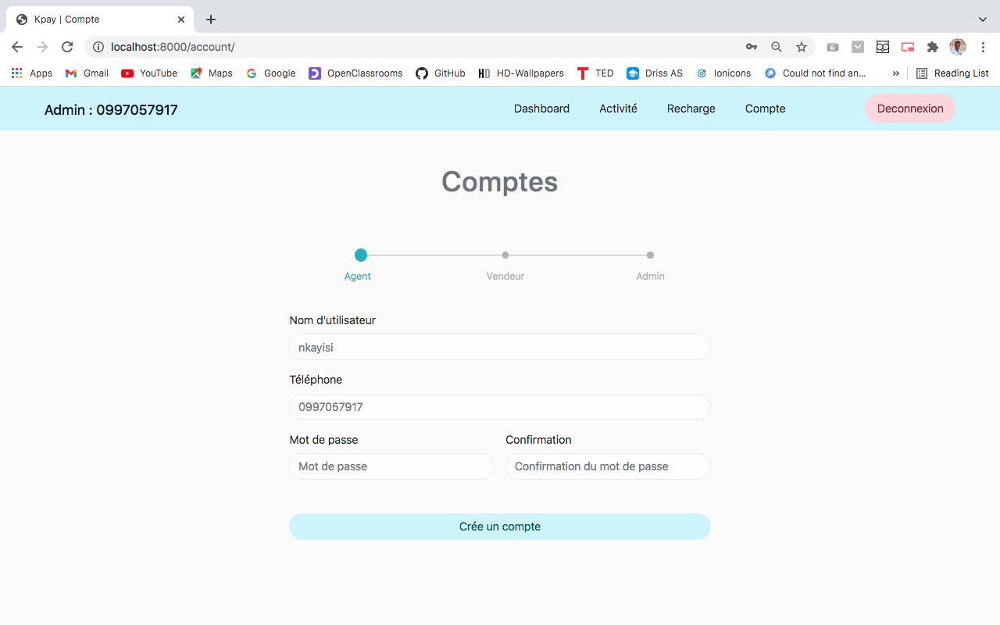 Kpay | Compte
localhost:8000/account/
Apps Gmail YouTube Maps Google OpenClassrooms GitHub HD-Wallpapers TED Driss AS Ionicons Could not find an... » Reading List
Admin : 0997057917 Dashboard Activité Recharge Compte Deconnexion
Comptes
Agent Vendeur Admin
Nom d'utilisateur
nkayisi
Téléphone
0997057917
Mot de passe Confirmation
Mot de passe Confirmation du mot de passe
Crée un compte